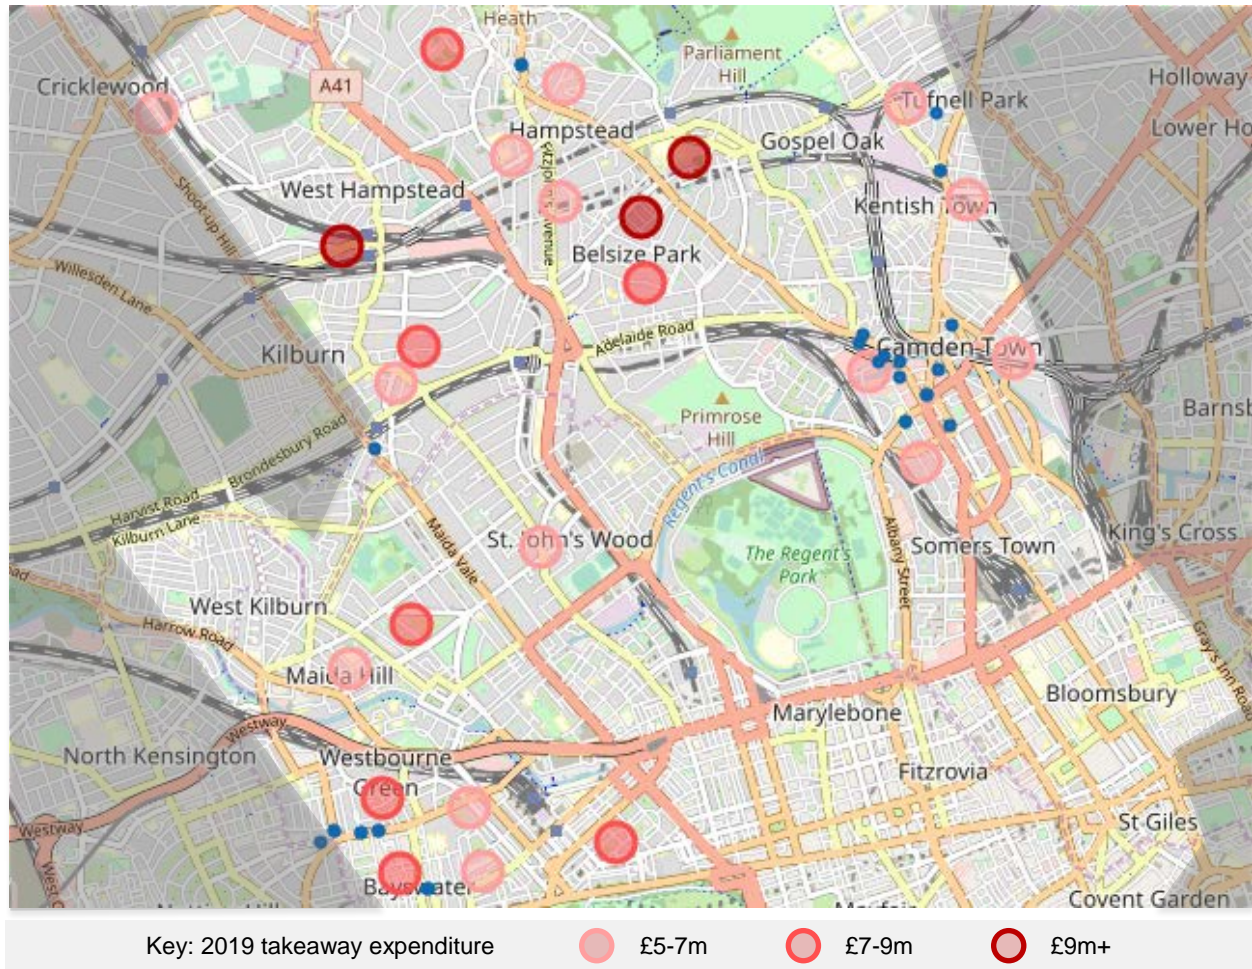 Heath
Parliament
Hill
Cricklewood
A41
Holloway
Tufnell Park
Hampstead
Gospel Oak
West Hampstead
Kentish Town
Shoot-up Hill
Belsize Park
Willesden Lane
Adelaide Road
Kilburn
Camden Town
Primrose
Hill
Brondesbury Road
Regent's Canal
Harvist Road
Kilburn Lane
Maida Vale
St. John's Wood
The Regent's
Park
Albany Street
Somers Town
King's Cross
West Kilburn
Harrow Road
Gray's Inn Road
Maida Hill
Bloomsbury
Marylebone
Westway
North Kensington
Westbourne
Green
Fitzrovia
Westway
St Giles
Bayswater
Covent Garden
Key: 2019 takeaway expenditure £5-7m £7-9m £9m+